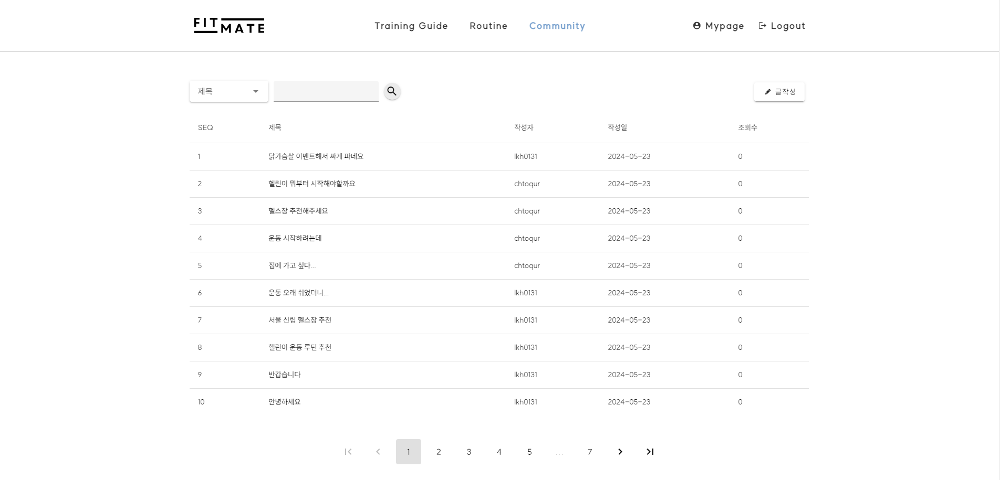 FIT MATE
Training Guide Routine Community Mypage Logout
제목 글작성
SEQ 제목 작성자 작성일 조회수
1 닭가슴살 이벤트해서 싸게 파네요 lkh0131 2024-05-23 0
2 헬린이 뭐부터 시작해야할까요 chtoqur 2024-05-23 0
3 헬스장 추천해주세요 chtoqur 2024-05-23 0
4 운동 시작하려는데 chtoqur 2024-05-23 0
5 집에 가고 싶다... chtoqur 2024-05-23 0
6 운동 오래 쉬었더니... lkh0131 2024-05-23 0
7 서울 신림 헬스장 추천 lkh0131 2024-05-23 0
8 헬린이 운동 루틴 추천 lkh0131 2024-05-23 0
9 반갑습니다 lkh0131 2024-05-23 0
10 안녕하세요 lkh0131 2024-05-23 0
1 2 3 4 5 ... 7